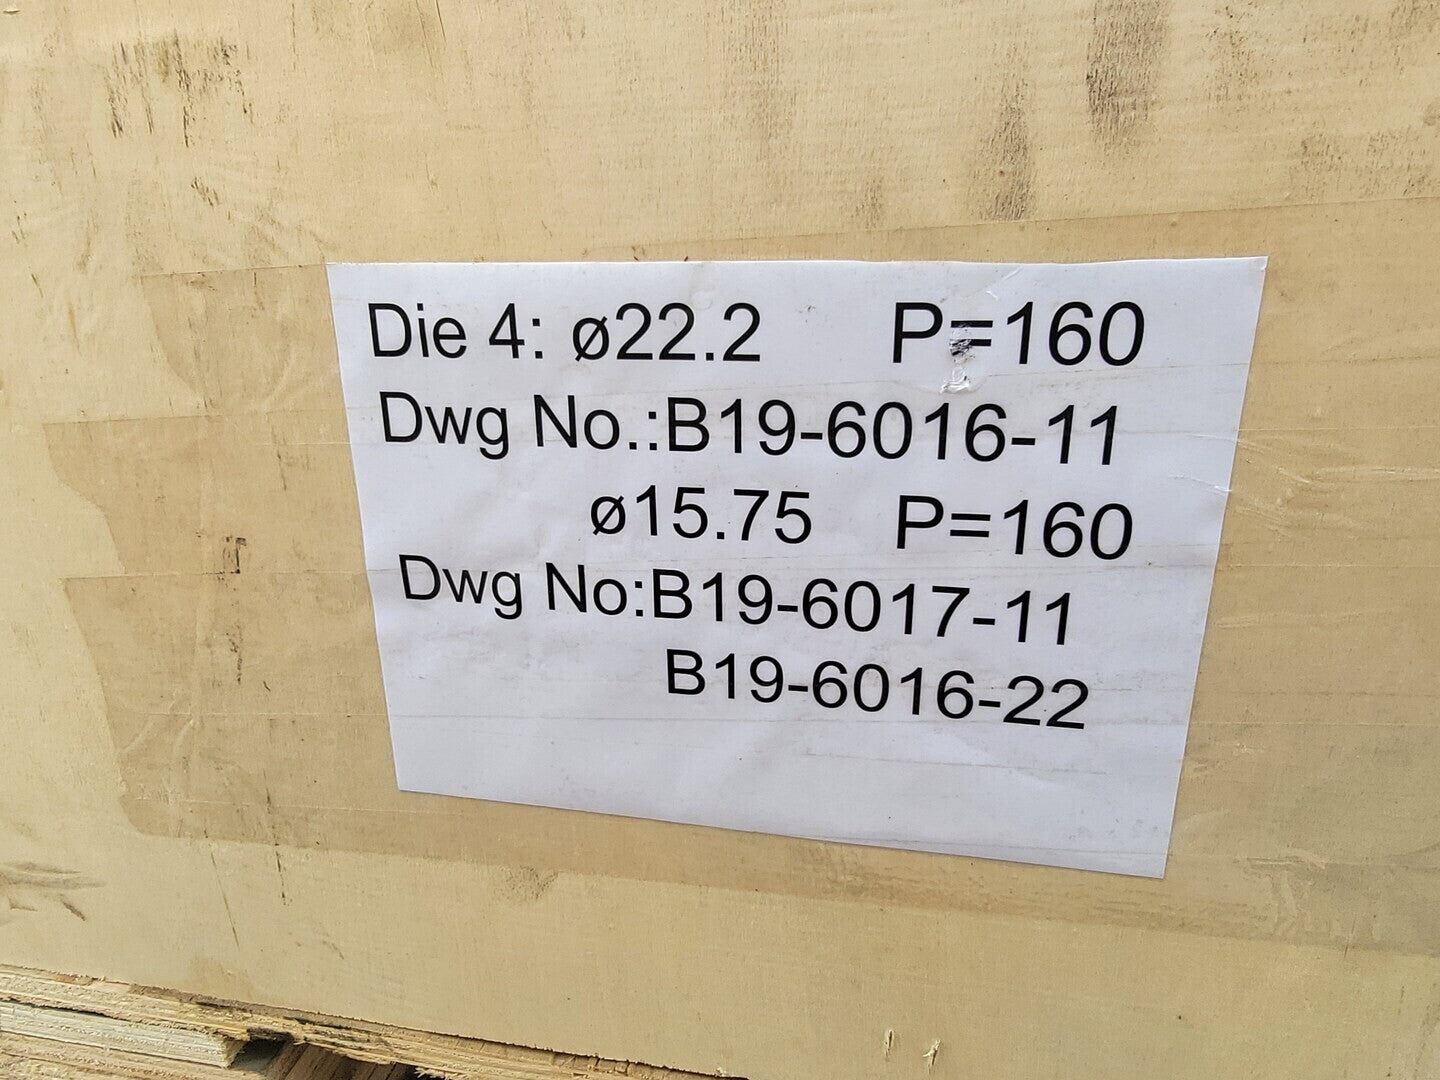 Die 4: ø22.2 P=160
Dwg No.:B19-6016-11
ø15.75 P=160
Dwg No:B19-6017-11
B19-6016-22